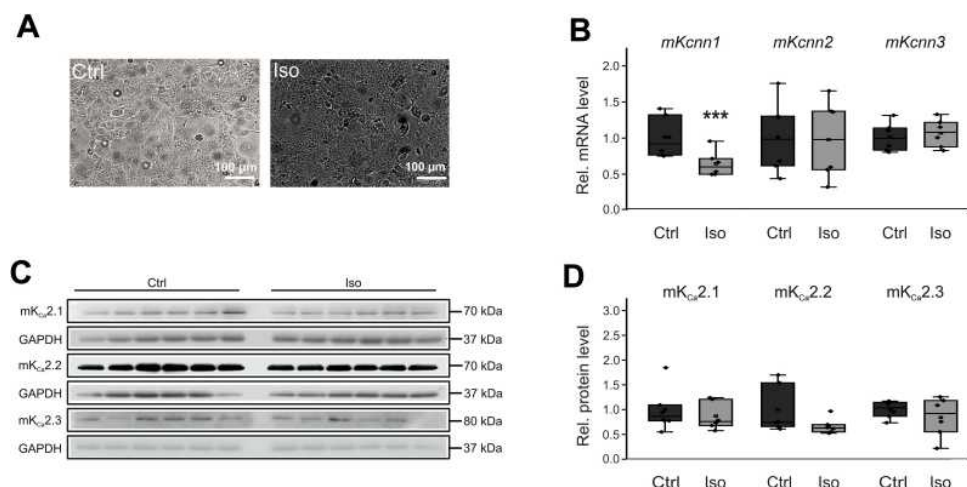 A
Ctrl
100 µm
Iso
100 µm
B
mKcnn1 mKcnn2 mKcnn3
Rel. mRNA level
2.0
1.5
1.0
0.5
0.0
***
Ctrl Iso Ctrl Iso Ctrl Iso
C
Ctrl Iso
mKCa2.1 70 kDa
GAPDH 37 kDa
mKCa2.2 70 kDa
GAPDH 37 kDa
mKCa2.3 80 kDa
GAPDH 37 kDa
D
mKCa2.1 mKCa2.2 mKCa2.3
Rel. protein level
3.0
2.5
2.0
1.5
1.0
0.5
0.0
Ctrl Iso Ctrl Iso Ctrl Iso